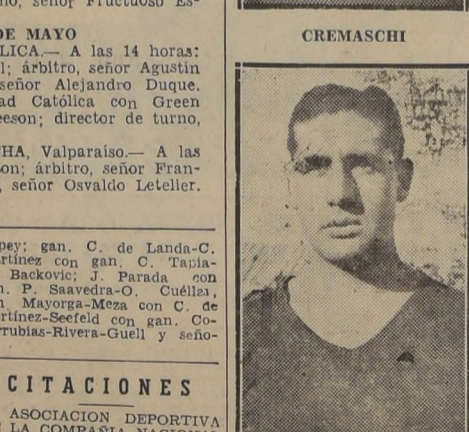 no, señor Fructuoso Es-
DE MAYO
LICA.— A las 14 horas:
l; árbitro, señor Agustín
señor Alejandro Duque.
ad Católica con Green
eeson; director de turno,
HA, Valparaíso.— A las
on; árbitro, señor Fran-
, señor Osvaldo Letelier.
pey; gan. C. de Landa-C.
rtínez con gan. C. Tapia-
Backovic; J. Parada con
n. P. Saavedra-O. Cuéllar,
n Mayorga-Meza con C. de
rtínez-Seefeld con gan. Co-
rrubias-Rivera-Guell y seño-
CITACIONES
ASOCIACION DEPORTIVA
LA COMPAÑIA NACIONAL
CREMASCHI